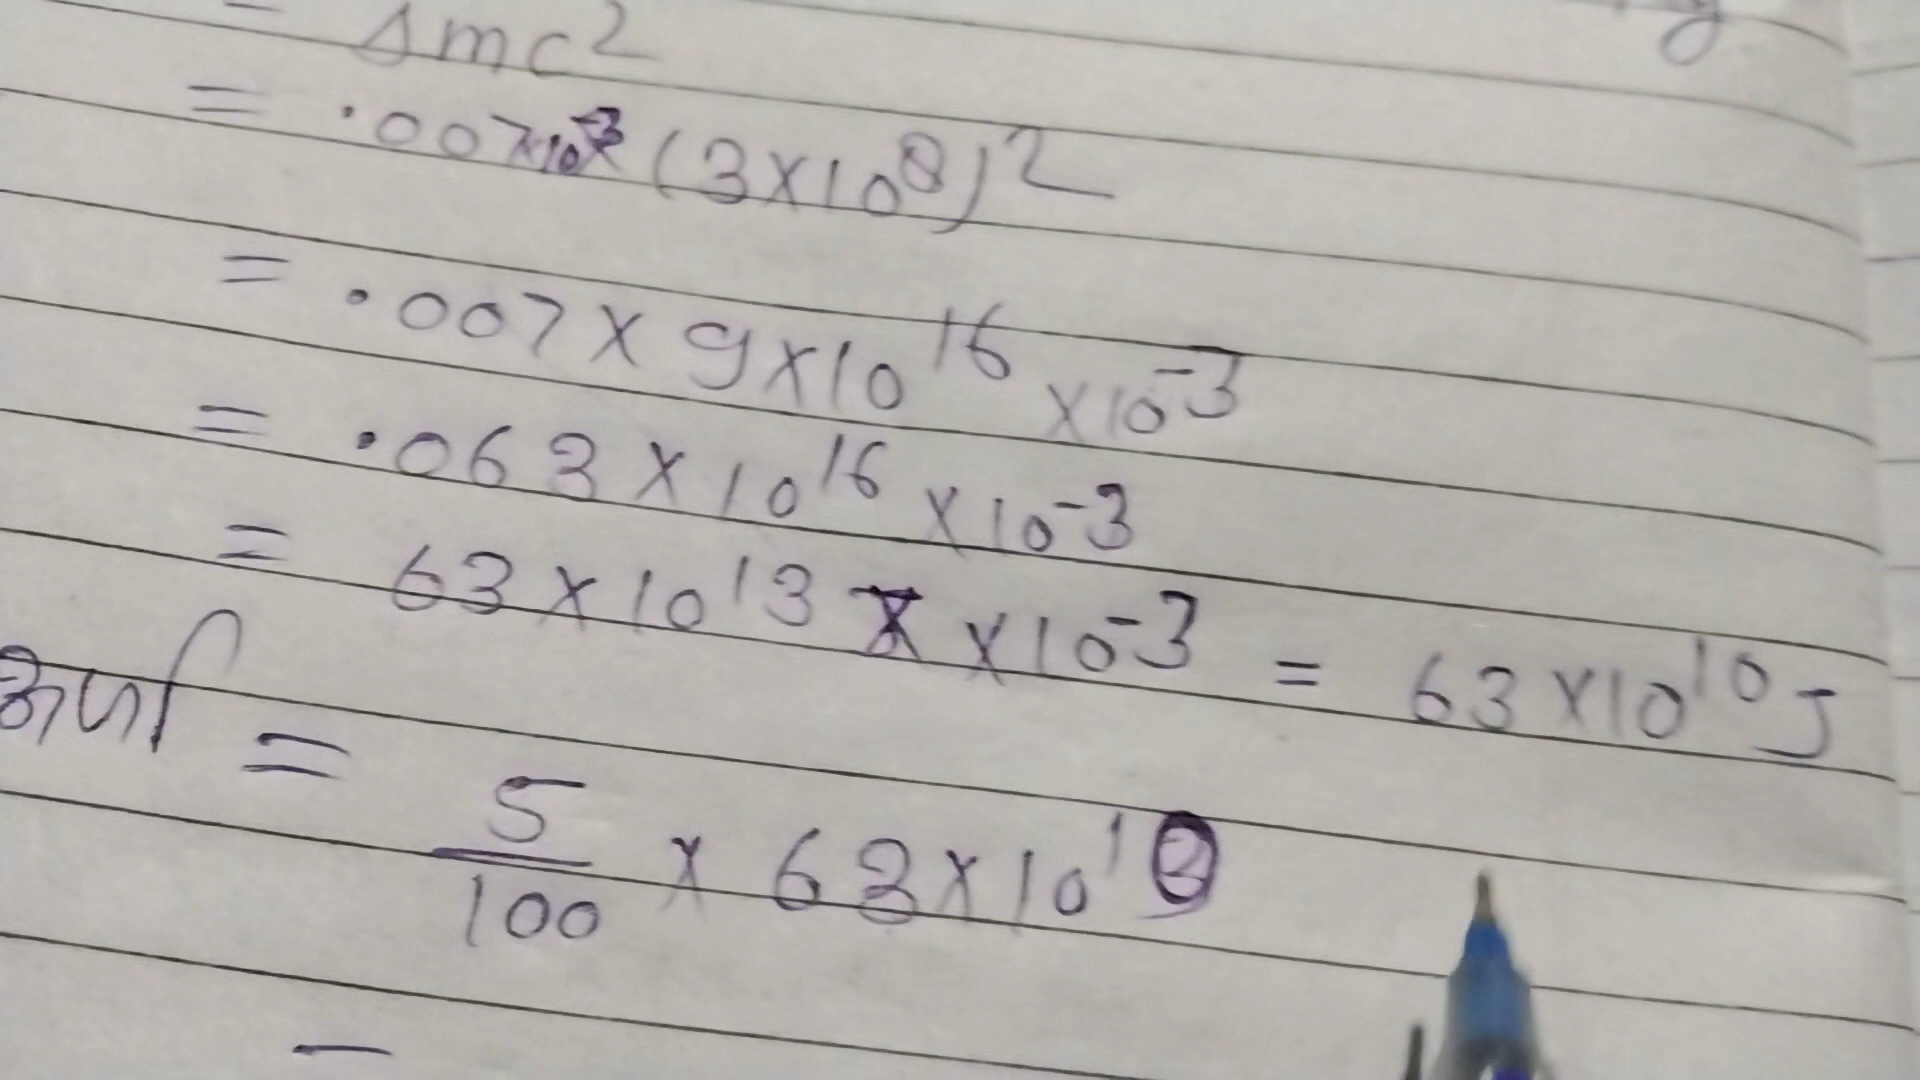 = Δmc²
= .007×10⁻³ (3×10⁸)²
= .007 × 9×10¹⁶ ×10⁻³
= .063 × 10¹⁶ ×10⁻³
= 63 × 10¹³ × 10⁻³ = 63×10¹⁰ J
= 5/100 × 63×10¹⁰